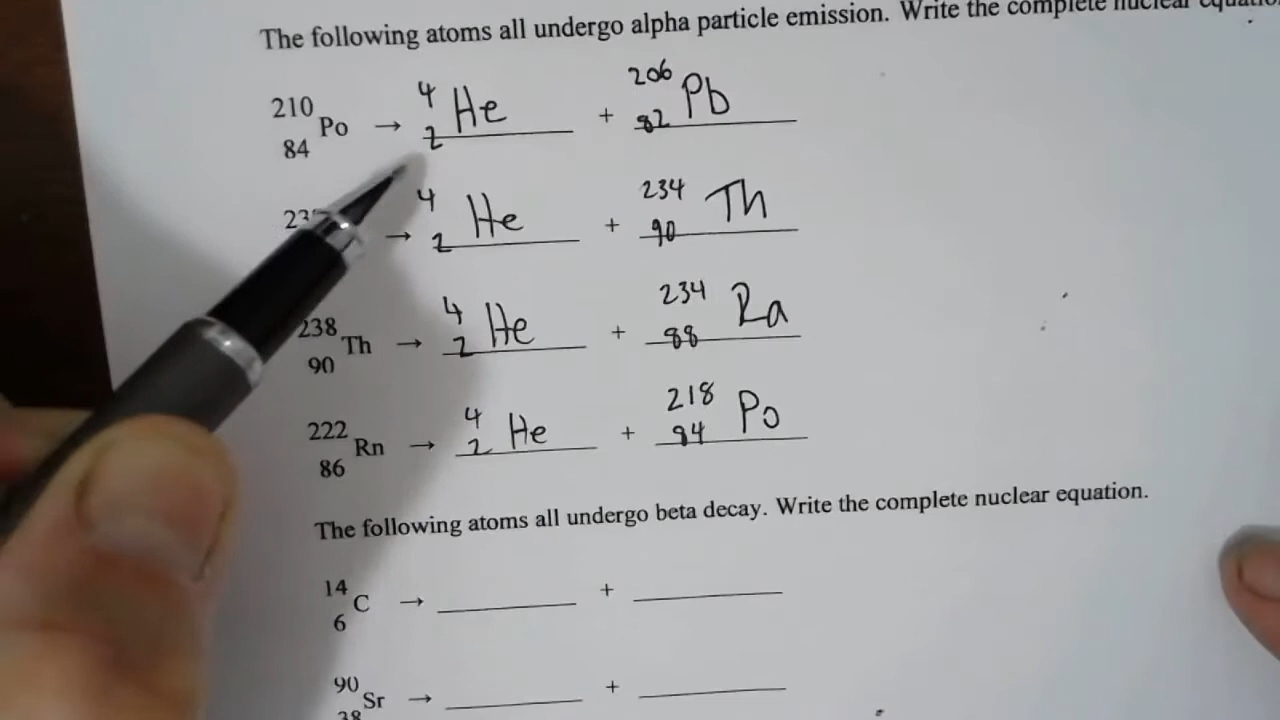 The following atoms all undergo alpha particle emission. Write the complete nuclear
210 84 Po → 4 2 He + 206 82 Pb
→ 4 2 He + 234 90 Th
238 90 Th → 4 2 He + 234 88 Ra
222 86 Rn → 4 2 He + 218 84 Po
The following atoms all undergo beta decay. Write the complete nuclear equation.
14 6 C → +
90 38 Sr → +